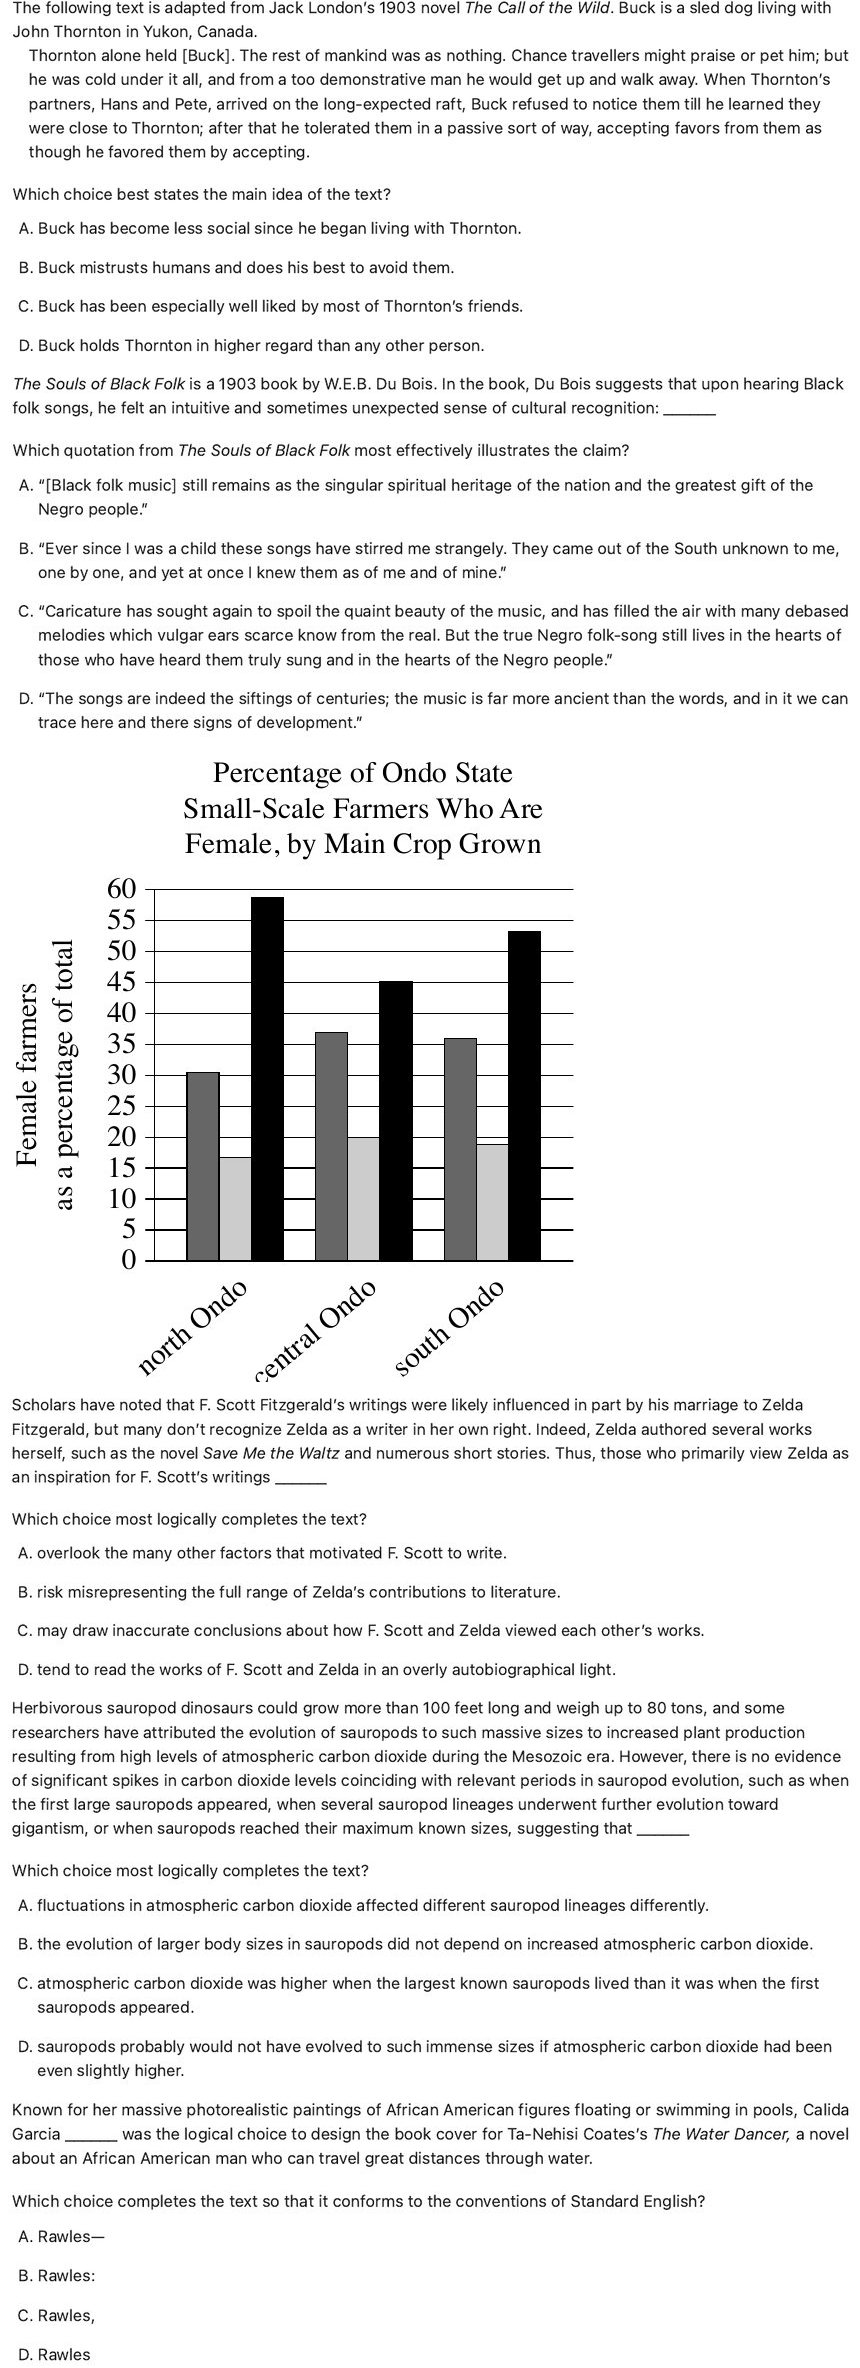 The following text is adapted from Jack London’s 1903 novel The Call of the Wild. Buck is a sled dog living with
John Thornton in Yukon, Canada.
Thornton alone held [Buck]. The rest of mankind was as nothing. Chance travellers might praise or pet him; but
he was cold under it all, and from a too demonstrative man he would get up and walk away. When Thornton’s
partners, Hans and Pete, arrived on the long-expected raft, Buck refused to notice them till he learned they
were close to Thornton; after that he tolerated them in a passive sort of way, accepting favors from them as
though he favored them by accepting.
Which choice best states the main idea of the text?
A. Buck has become less social since he began living with Thornton.
B. Buck mistrusts humans and does his best to avoid them.
C. Buck has been especially well liked by most of Thornton’s friends.
D. Buck holds Thornton in higher regard than any other person.
The Souls of Black Folk is a 1903 book by W.E.B. Du Bois. In the book, Du Bois suggests that upon hearing Black
folk songs, he felt an intuitive and sometimes unexpected sense of cultural recognition: ______
Which quotation from The Souls of Black Folk most effectively illustrates the claim?
A. “[Black folk music] still remains as the singular spiritual heritage of the nation and the greatest gift of the
Negro people.”
B. “Ever since I was a child these songs have stirred me strangely. They came out of the South unknown to me,
one by one, and yet at once I knew them as of me and of mine.”
C. “Caricature has sought again to spoil the quaint beauty of the music, and has filled the air with many debased
melodies which vulgar ears scarce know from the real. But the true Negro folk-song still lives in the hearts of
those who have heard them truly sung and in the hearts of the Negro people.”
D. “The songs are indeed the siftings of centuries; the music is far more ancient than the words, and in it we can
trace here and there signs of development.”
Percentage of Ondo State
Small-Scale Farmers Who Are
Female, by Main Crop Grown
Female farmers
as a percentage of total
60
55
50
45
40
35
30
25
20
15
10
5
0
north Ondo
central Ondo
south Ondo
Scholars have noted that F. Scott Fitzgerald’s writings were likely influenced in part by his marriage to Zelda
Fitzgerald, but many don’t recognize Zelda as a writer in her own right. Indeed, Zelda authored several works
herself, such as the novel Save Me the Waltz and numerous short stories. Thus, those who primarily view Zelda as
an inspiration for F. Scott’s writings ______
Which choice most logically completes the text?
A. overlook the many other factors that motivated F. Scott to write.
B. risk misrepresenting the full range of Zelda’s contributions to literature.
C. may draw inaccurate conclusions about how F. Scott and Zelda viewed each other’s works.
D. tend to read the works of F. Scott and Zelda in an overly autobiographical light.
Herbivorous sauropod dinosaurs could grow more than 100 feet long and weigh up to 80 tons, and some
researchers have attributed the evolution of sauropods to such massive sizes to increased plant production
resulting from high levels of atmospheric carbon dioxide during the Mesozoic era. However, there is no evidence
of significant spikes in carbon dioxide levels coinciding with relevant periods in sauropod evolution, such as when
the first large sauropods appeared, when several sauropod lineages underwent further evolution toward
gigantism, or when sauropods reached their maximum known sizes, suggesting that ______
Which choice most logically completes the text?
A. fluctuations in atmospheric carbon dioxide affected different sauropod lineages differently.
B. the evolution of larger body sizes in sauropods did not depend on increased atmospheric carbon dioxide.
C. atmospheric carbon dioxide was higher when the largest known sauropods lived than it was when the first
sauropods appeared.
D. sauropods probably would not have evolved to such immense sizes if atmospheric carbon dioxide had been
even slightly higher.
Known for her massive photorealistic paintings of African American figures floating or swimming in pools, Calida
Garcia ______ was the logical choice to design the book cover for Ta-Nehisi Coates’s The Water Dancer, a novel
about an African American man who can travel great distances through water.
Which choice completes the text so that it conforms to the conventions of Standard English?
A. Rawles—
B. Rawles:
C. Rawles,
D. Rawles